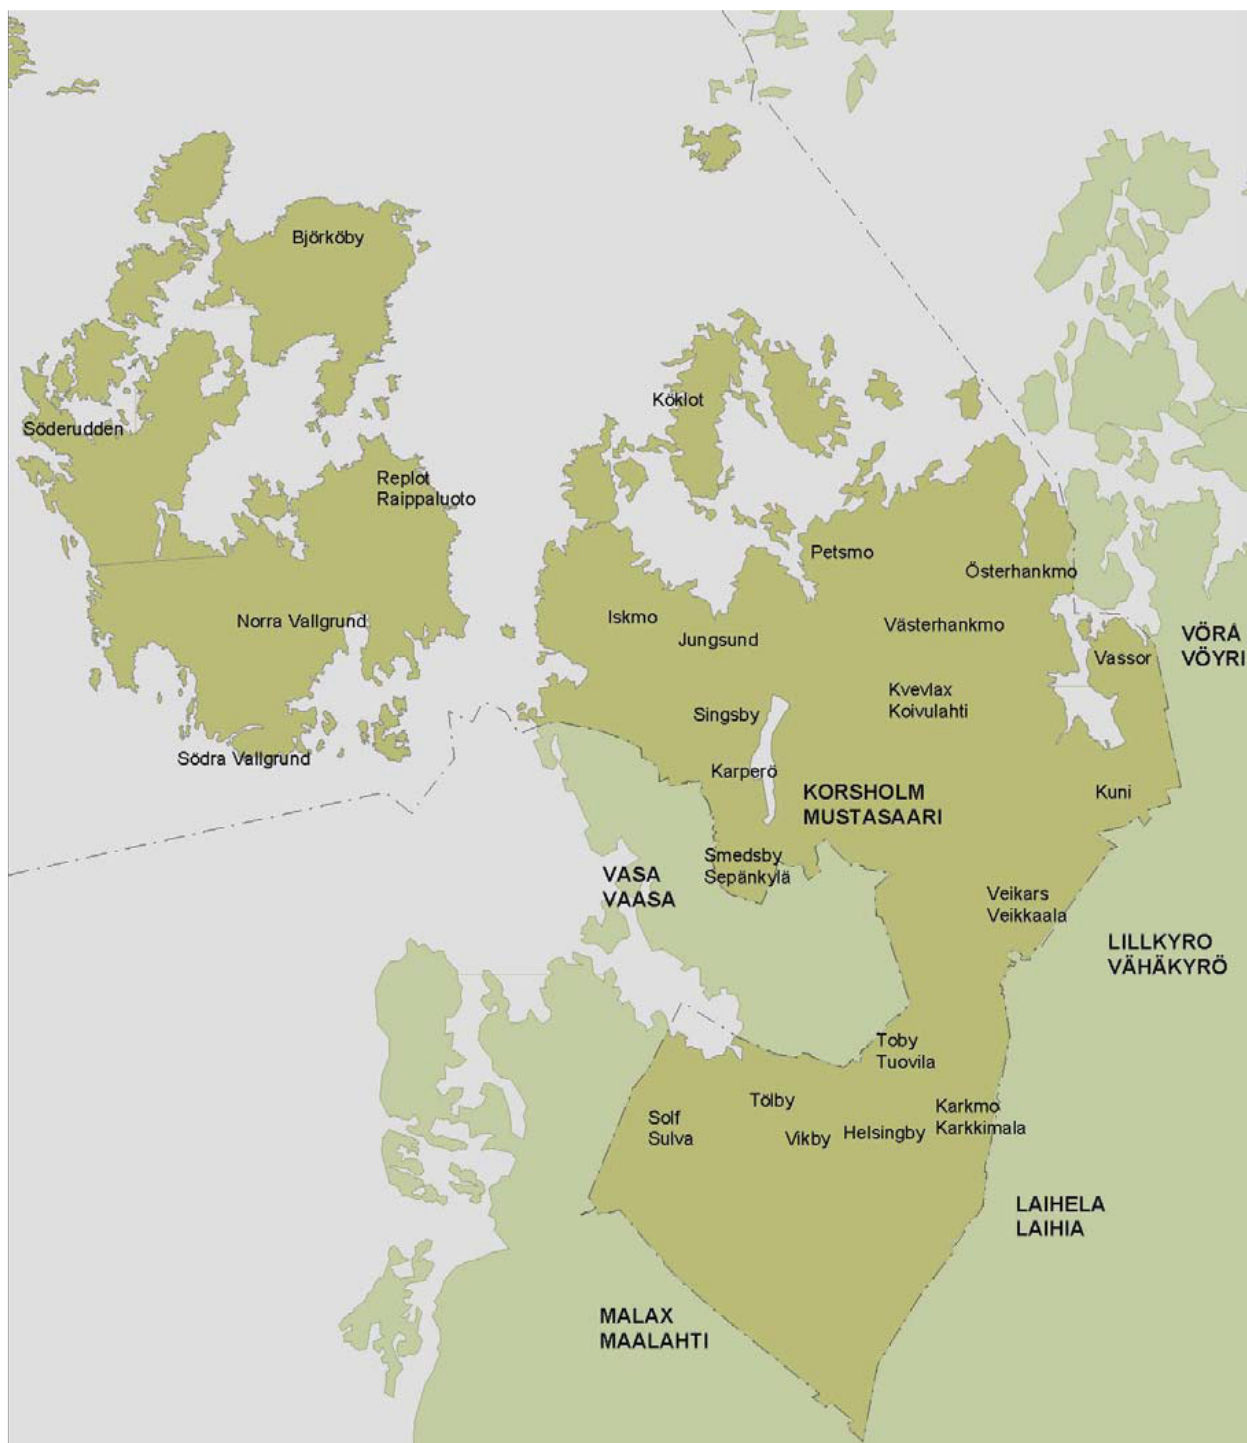 Björköby
Köklot
Söderudden
Replot
Raippaluoto
Petsmo
Österhankmo
Iskmo
Norra Vallgrund
Västerhankmo
Jungsund
VÖRÅ
VÖYRI
Vassor
Kvevlax
Koivulahti
Singsby
Södra Vallgrund
Karperö
KORSHOLM
MUSTASAARI
Kuni
Smedsby
Sepänkylä
VASA
VAASA
Veikars
Veikkaala
LILLKYRO
VÄHÄKYRÖ
Toby
Tuovila
Tölby
Karkmo
Karkkimala
Solf
Sulva
Vikby
Helsingby
LAIHELA
LAIHIA
MALAX
MAALAHTI